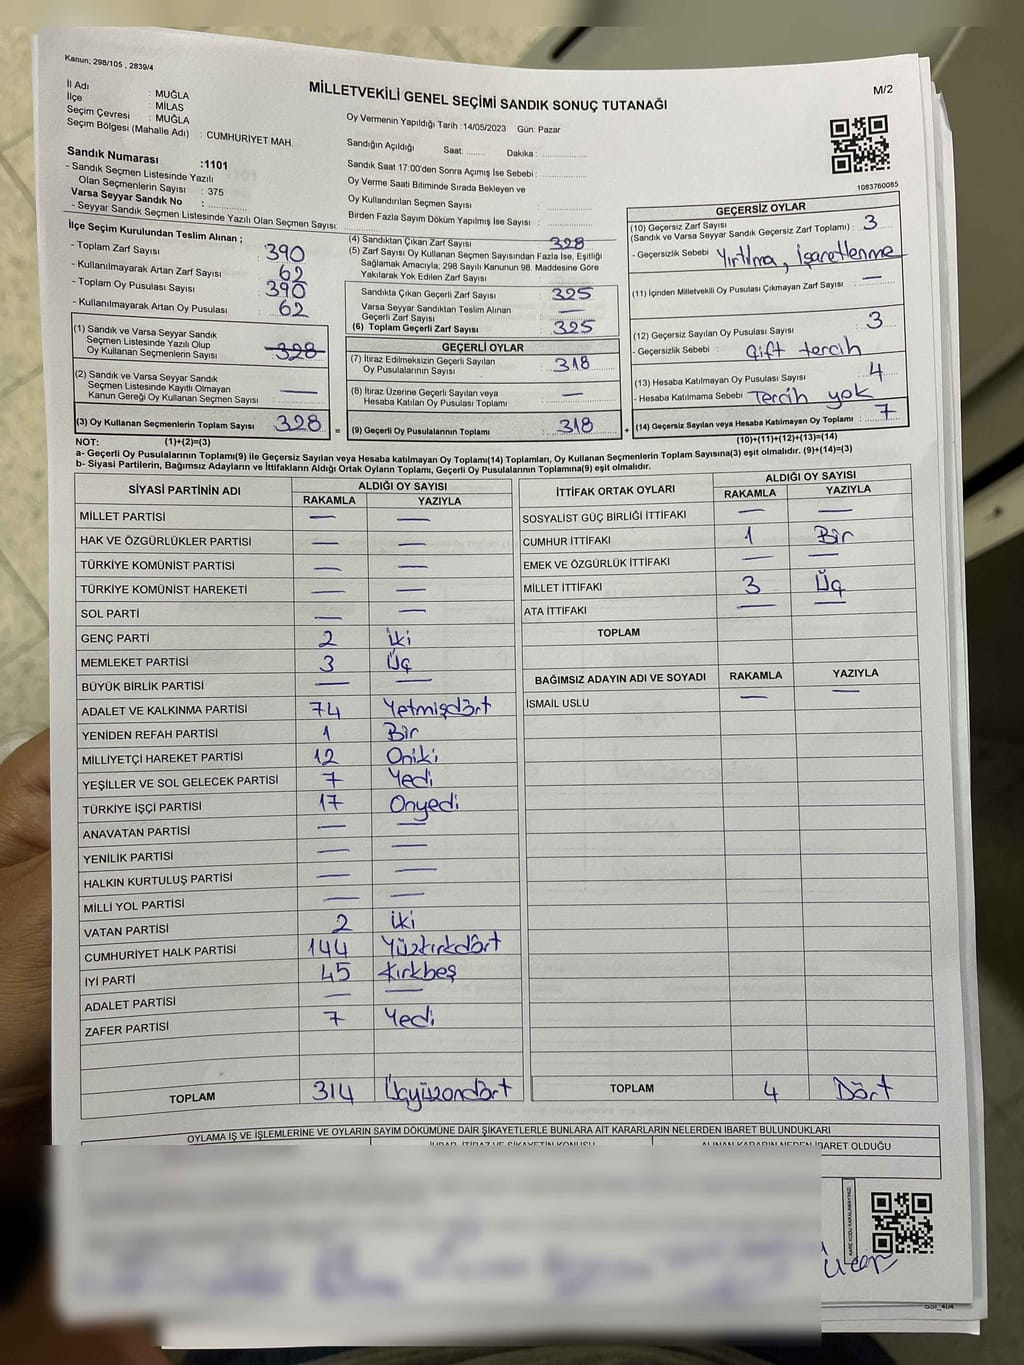 Kanun; 298/105 , 2839/4
MİLLETVEKİLİ GENEL SEÇİMİ SANDIK SONUÇ TUTANAĞI
M/2
İl Adı : MUĞLA
İlçe : MİLAS
Seçim Çevresi : MUĞLA
Seçim Bölgesi (Mahalle Adı) : CUMHURİYET MAH.
Sandık Numarası :1101
- Sandık Seçmen Listesinde Yazılı
Olan Seçmenlerin Sayısı : 375
Varsa Seyyar Sandık No :
- Seyyar Sandık Seçmen Listesinde Yazılı Olan Seçmen Sayısı:
Oy Vermenin Yapıldığı Tarih :14/05/2023 Gün: Pazar
Sandığın Açıldığı Saat: Dakika :
Sandık Saat 17:00'den Sonra Açımış İse Sebebi :
Oy Verme Saati Bitiminde Sırada Bekleyen ve
Oy Kullandırılan Seçmen Sayısı :
Birden Fazla Sayım Döküm Yapılmış İse Sayısı :
1083760085
İlçe Seçim Kurulundan Teslim Alınan ;
- Toplam Zarf Sayısı : 390
- Kullanılmayarak Artan Zarf Sayısı : 62
- Toplam Oy Pusulası Sayısı : 390
- Kullanılmayarak Artan Oy Pusulası : 62
(1) Sandık ve Varsa Seyyar Sandık
Seçmen Listesinde Yazılı Olup
Oy Kullanan Seçmenlerin Sayısı : 328
(2) Sandık ve Varsa Seyyar Sandık
Seçmen Listesinde Kayıtlı Olmayan
Kanun Gereği Oy Kullanan Seçmen Sayısı : —
(3) Oy Kullanan Seçmenlerin Toplam Sayısı : 328 =
(4) Sandıktan Çıkan Zarf Sayısı : 328
(5) Zarf Sayısı Oy Kullanan Seçmen Sayısından Fazla İse, Eşitliği
Sağlamak Amacıyla, 298 Sayılı Kanunun 98. Maddesine Göre
Yakılarak Yok Edilen Zarf Sayısı :
Sandıkta Çıkan Geçerli Zarf Sayısı : 325
Varsa Seyyar Sandıktan Teslim Alınan
Geçerli Zarf Sayısı : —
(6) Toplam Geçerli Zarf Sayısı : 325
GEÇERLİ OYLAR
(7) İtiraz Edilmeksizin Geçerli Sayılan
Oy Pusulalarının Sayısı : 318
(8) İtiraz Üzerine Geçerli Sayılan veya
Hesaba Katılan Oy Pusulası Toplamı : —
(9) Geçerli Oy Pusulalarının Toplamı : 318 +
GEÇERSİZ OYLAR
(10) Geçersiz Zarf Sayısı
(Sandık ve Varsa Seyyar Sandık Geçersiz Zarf Toplamı) : 3
- Geçersizlik Sebebi : Yırtılma, İşaretlenme
(11) İçinden Milletvekili Oy Pusulası Çıkmayan Zarf Sayısı : —
(12) Geçersiz Sayılan Oy Pusulası Sayısı : 3
- Geçersizlik Sebebi : Çift tercih
(13) Hesaba Katılmayan Oy Pusulası Sayısı : 4
- Hesaba Katılmama Sebebi : Tercih yok
(14) Geçersiz Sayılan veya Hesaba Katılmayan Oy Toplamı : 7
NOT: (1)+(2)=(3)
(10)+(11)+(12)+(13)=(14)
a- Geçerli Oy Pusulalarının Toplamı(9) ile Geçersiz Sayılan veya Hesaba katılmayan Oy Toplamı(14) Toplamları, Oy Kullanan Seçmenlerin Toplam Sayısına(3) eşit olmalıdır. (9)+(14)=(3)
b- Siyasi Partilerin, Bağımsız Adayların ve İttifakların Aldığı Ortak Oyların Toplamı, Geçerli Oy Pusulalarının Toplamına(9) eşit olmalıdır.
SİYASİ PARTİNİN ADI ALDIĞI OY SAYISI
RAKAMLA YAZIYLA
MİLLET PARTİSİ — —
HAK VE ÖZGÜRLÜKLER PARTİSİ — —
TÜRKİYE KOMÜNİST PARTİSİ — —
TÜRKİYE KOMÜNİST HAREKETİ — —
SOL PARTİ — —
GENÇ PARTİ 2 iki
MEMLEKET PARTİSİ 3 Üç
BÜYÜK BİRLİK PARTİSİ — —
ADALET VE KALKINMA PARTİSİ 74 Yetmişdört
YENİDEN REFAH PARTİSİ 1 Bir
MİLLİYETÇİ HAREKET PARTİSİ 12 Oniki
YEŞİLLER VE SOL GELECEK PARTİSİ 7 Yedi
TÜRKİYE İŞÇİ PARTİSİ 17 Onyedi
ANAVATAN PARTİSİ — —
YENİLİK PARTİSİ — —
HALKIN KURTULUŞ PARTİSİ — —
MİLLİ YOL PARTİSİ — —
VATAN PARTİSİ 2 iki
CUMHURİYET HALK PARTİSİ 144 Yüzkırkdört
İYİ PARTİ 45 Kırkbeş
ADALET PARTİSİ — —
ZAFER PARTİSİ 7 Yedi
TOPLAM 314 Üçyüzondört
İTTİFAK ORTAK OYLARI ALDIĞI OY SAYISI
RAKAMLA YAZIYLA
SOSYALİST GÜÇ BİRLİĞİ İTTİFAKI — —
CUMHUR İTTİFAKI 1 Bir
EMEK VE ÖZGÜRLÜK İTTİFAKI — —
MİLLET İTTİFAKI 3 Üç
ATA İTTİFAKI — —
TOPLAM
BAĞIMSIZ ADAYIN ADI VE SOYADI RAKAMLA YAZIYLA
İSMAİL USLU — —
TOPLAM 4 Dört
OYLAMA İŞ VE İŞLEMLERİNE VE OYLARIN SAYIM DÖKÜMÜNE DAİR ŞİKAYETLERLE BUNLARA AİT KARARLARIN NELERDEN İBARET BULUNDUKLARI
İHBAR, İTİRAZ VE ŞİKAYETİN KONUSU
ALINAN KARARIN NEDEN İBARET OLDUĞU
KARE KODU KARALAMAYINIZ